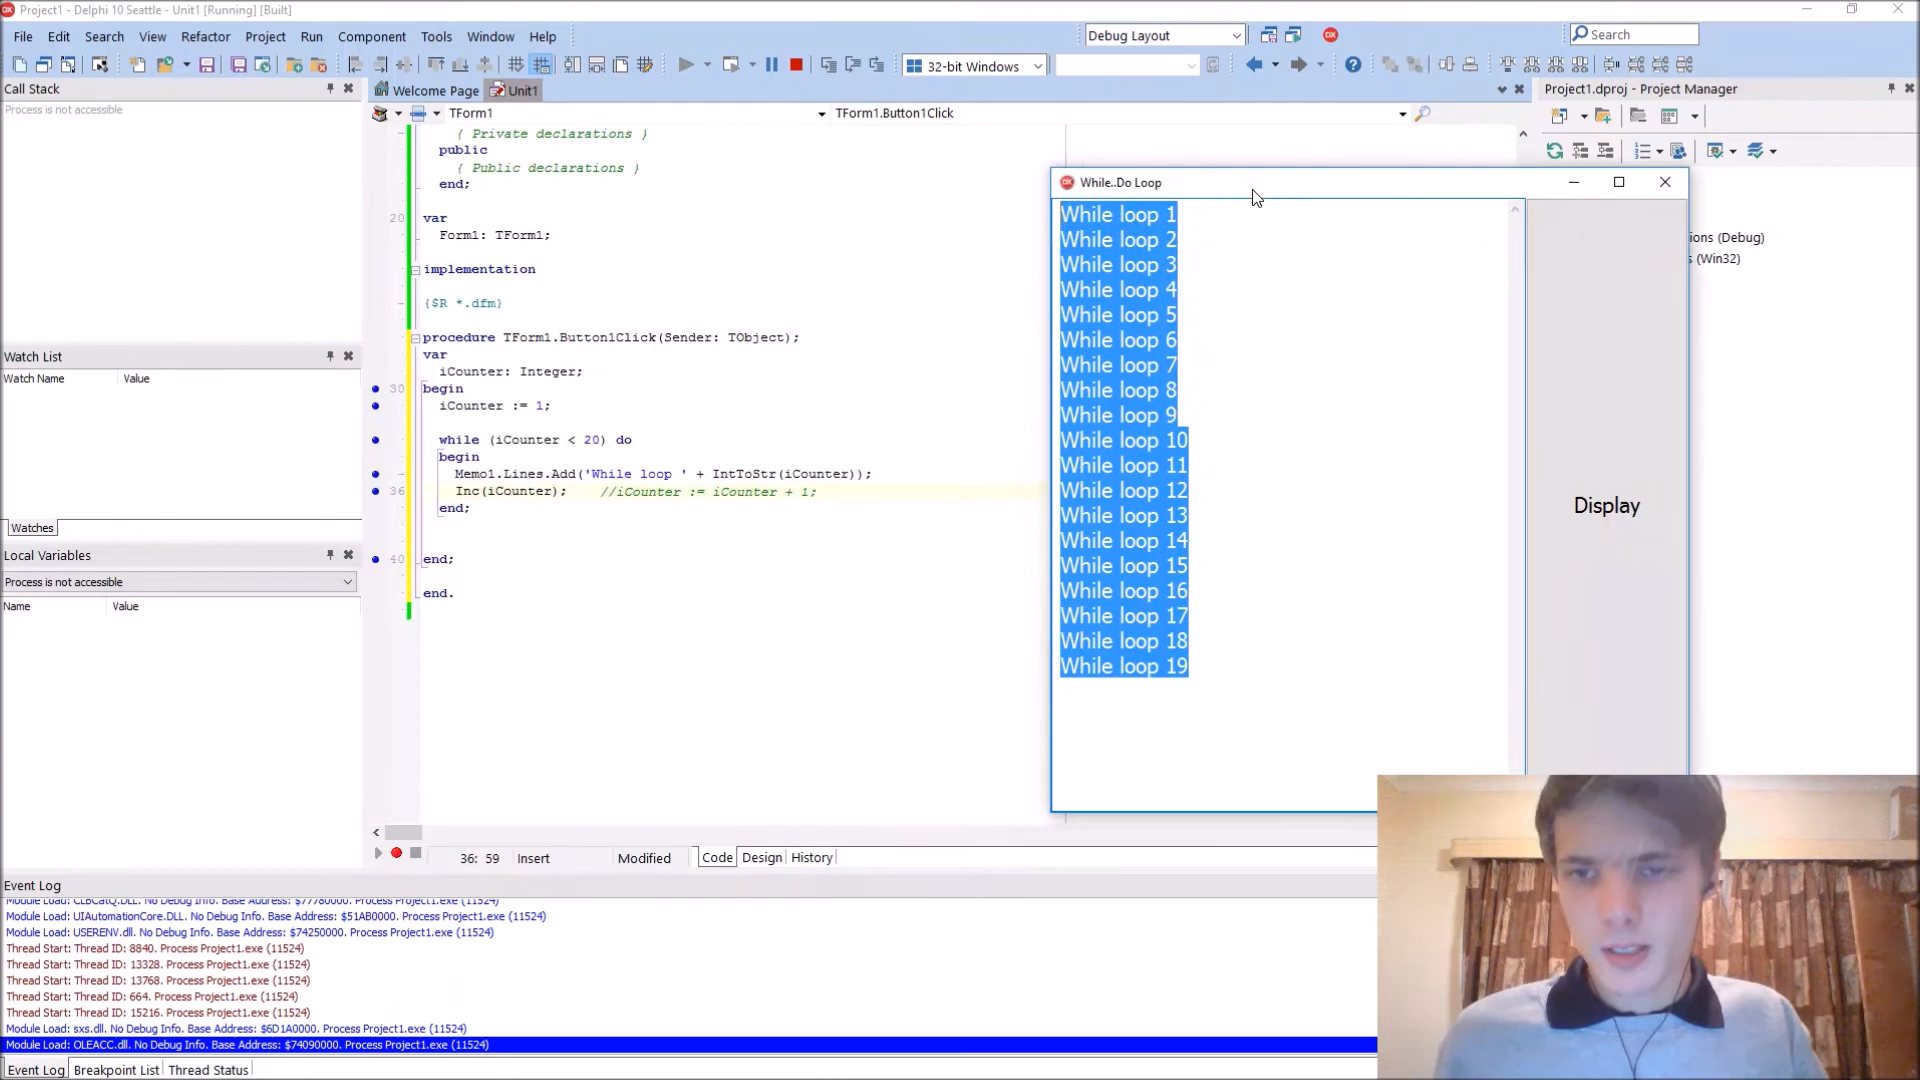 Project1 - Delphi 10 Seattle - Unit1 [Running] [Built]
File Edit Search View Refactor Project Run Component Tools Window Help
Debug Layout
Search
32-bit Windows
Call Stack
Process is not accessible
Welcome Page
Unit1
Project1.dproj - Project Manager
TForm1
TForm1.Button1Click
{ Private declarations }
public
{ Public declarations }
end;
20
var
Form1: TForm1;
implementation
{$R *.dfm}
procedure TForm1.Button1Click(Sender: TObject);
var
iCounter: Integer;
30
begin
iCounter := 1;
while (iCounter < 20) do
begin
Memo1.Lines.Add('While loop ' + IntToStr(iCounter));
36
Inc(iCounter); //iCounter := iCounter + 1;
end;
40
end;
end.
While..Do Loop
While loop 1
While loop 2
While loop 3
While loop 4
While loop 5
While loop 6
While loop 7
While loop 8
While loop 9
While loop 10
While loop 11
While loop 12
While loop 13
While loop 14
While loop 15
While loop 16
While loop 17
While loop 18
While loop 19
Display
ions (Debug)
s (Win32)
Watch List
Watch Name Value
Watches
Local Variables
Process is not accessible
Name Value
36: 59 Insert Modified Code Design History
Event Log
Module Load: CLBCatQ.DLL. No Debug Info. Base Address: $77780000. Process Project1.exe (11524)
Module Load: UIAutomationCore.DLL. No Debug Info. Base Address: $51AB0000. Process Project1.exe (11524)
Module Load: USERENV.dll. No Debug Info. Base Address: $74250000. Process Project1.exe (11524)
Thread Start: Thread ID: 8840. Process Project1.exe (11524)
Thread Start: Thread ID: 13328. Process Project1.exe (11524)
Thread Start: Thread ID: 13768. Process Project1.exe (11524)
Thread Start: Thread ID: 664. Process Project1.exe (11524)
Thread Start: Thread ID: 15216. Process Project1.exe (11524)
Module Load: sxs.dll. No Debug Info. Base Address: $6D1A0000. Process Project1.exe (11524)
Module Load: OLEACC.dll. No Debug Info. Base Address: $74090000. Process Project1.exe (11524)
Event Log Breakpoint List Thread Status